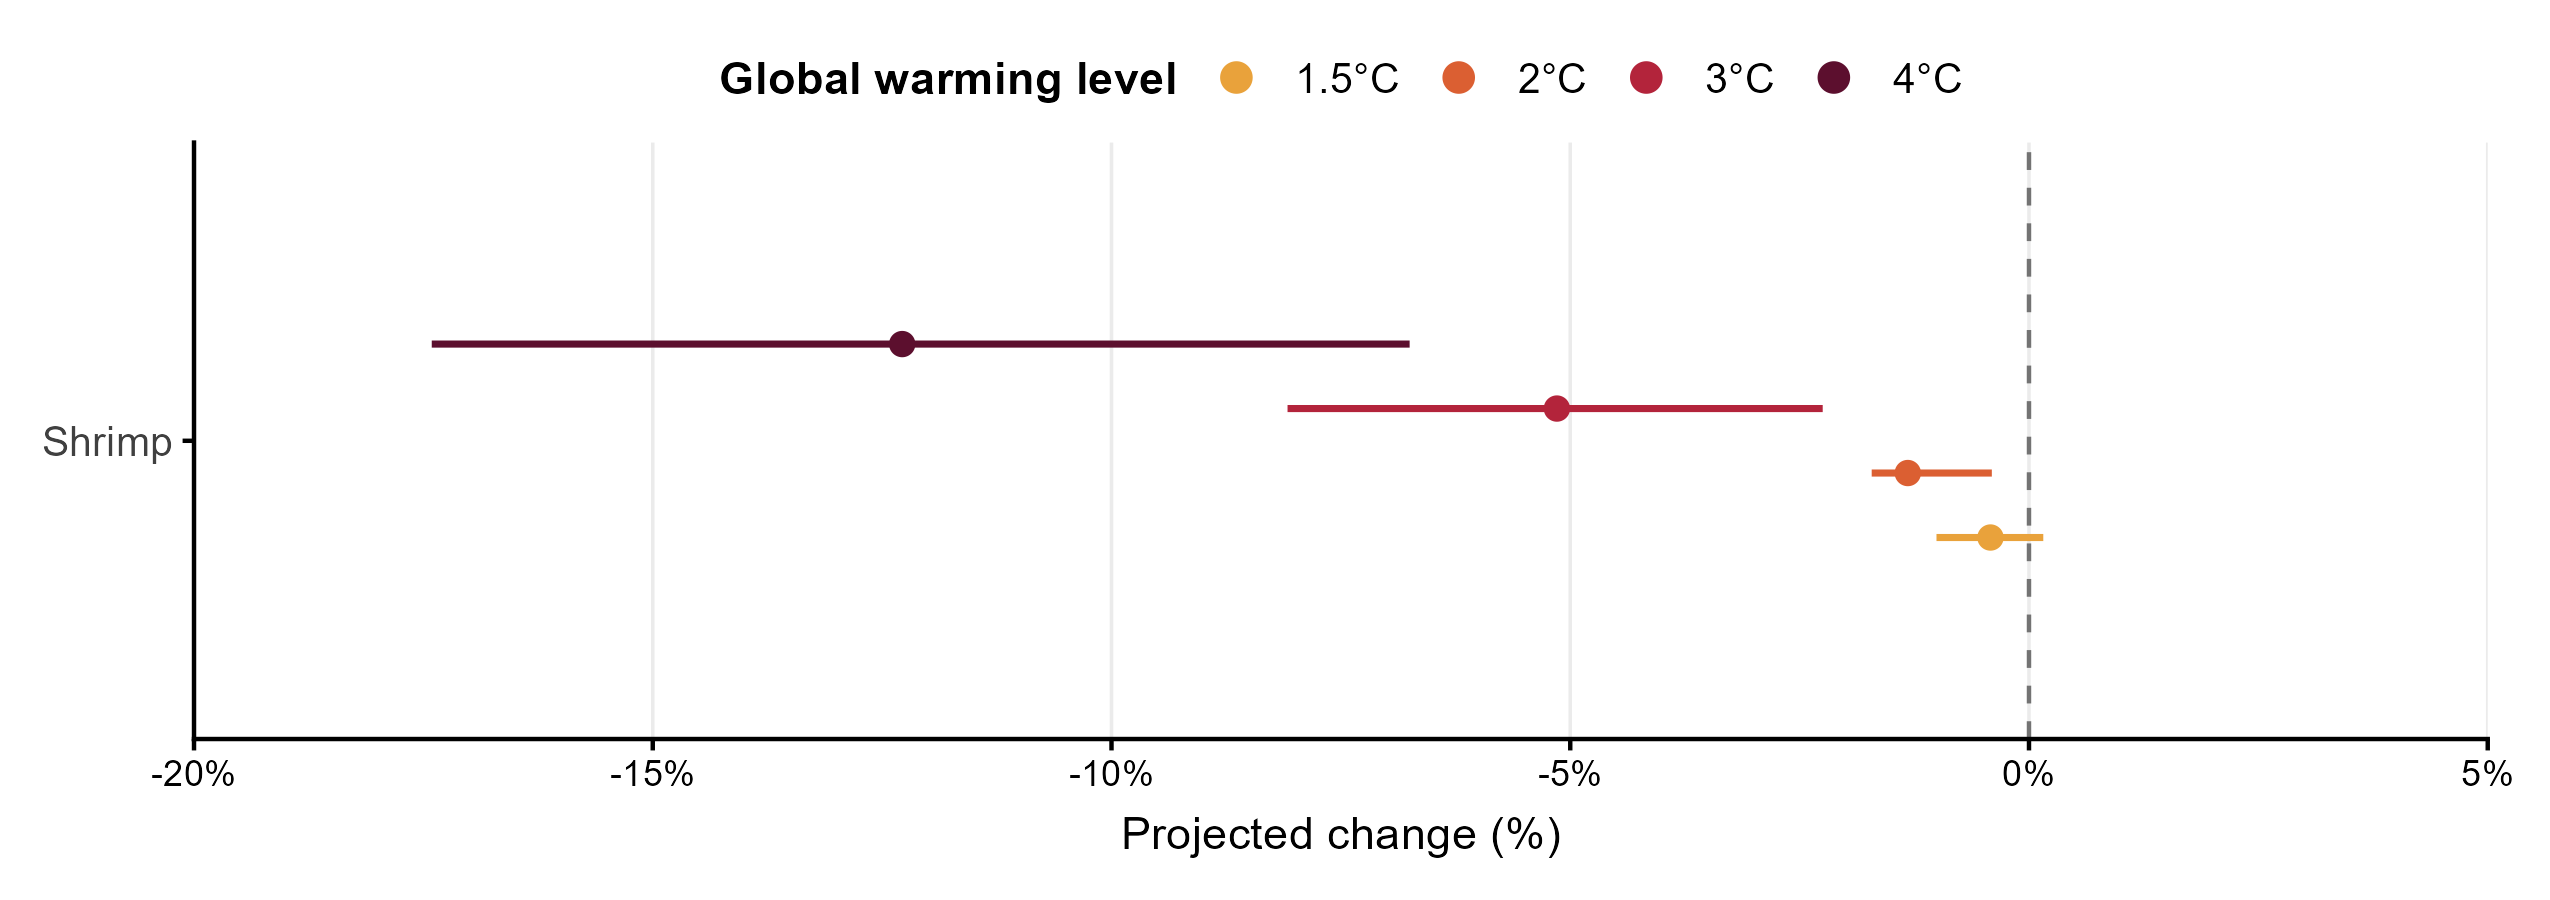 Global warming level 1.5°C 2°C 3°C 4°C
Shrimp
-20% -15% -10% -5% 0% 5%
Projected change (%)